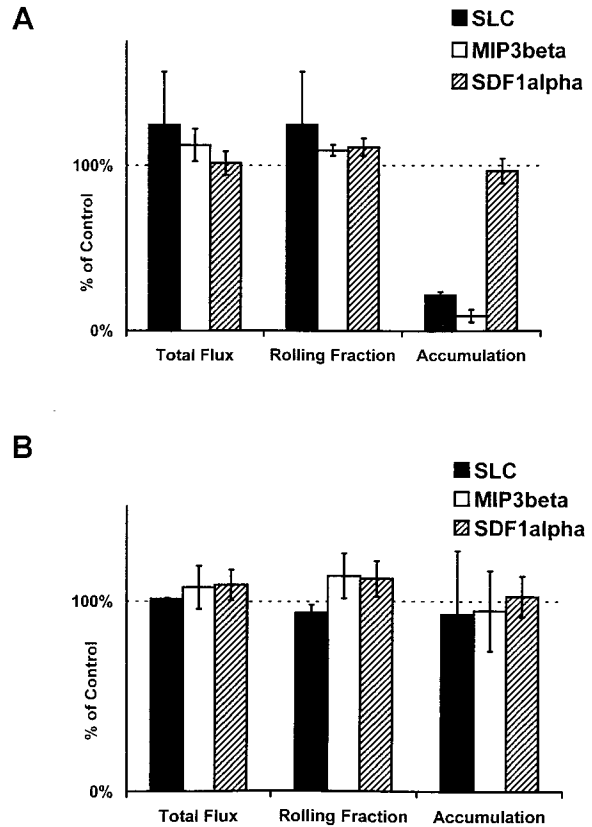 A
SLC
MIP3beta
SDF1alpha
% of Control
100%
0%
Total Flux Rolling Fraction Accumulation
B
SLC
MIP3beta
SDF1alpha
% of Control
100%
0%
Total Flux Rolling Fraction Accumulation